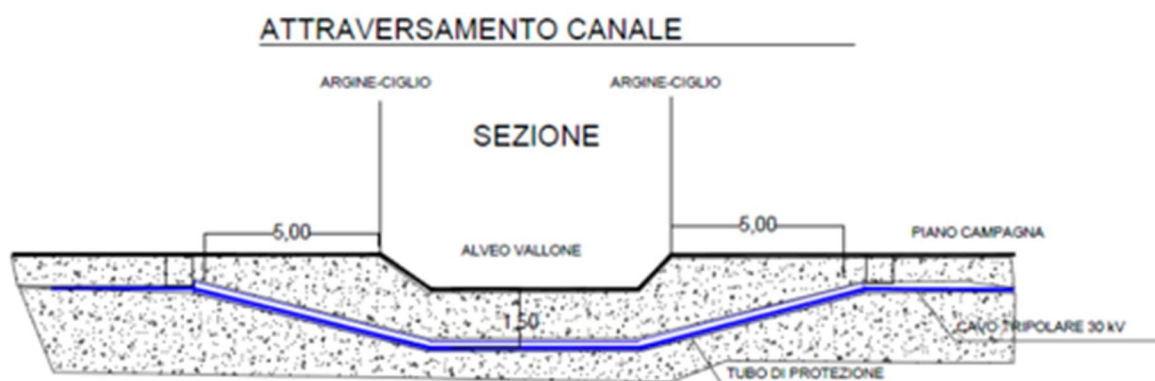 ATTRAVERSAMENTO CANALE
ARGINE-CIGLIO
ARGINE-CIGLIO
SEZIONE
5,00
5,00
ALVEO VALLONE
PIANO CAMPAGNA
1,50
CAVO TRIPOLARE 30 kV
TUBO DI PROTEZIONE